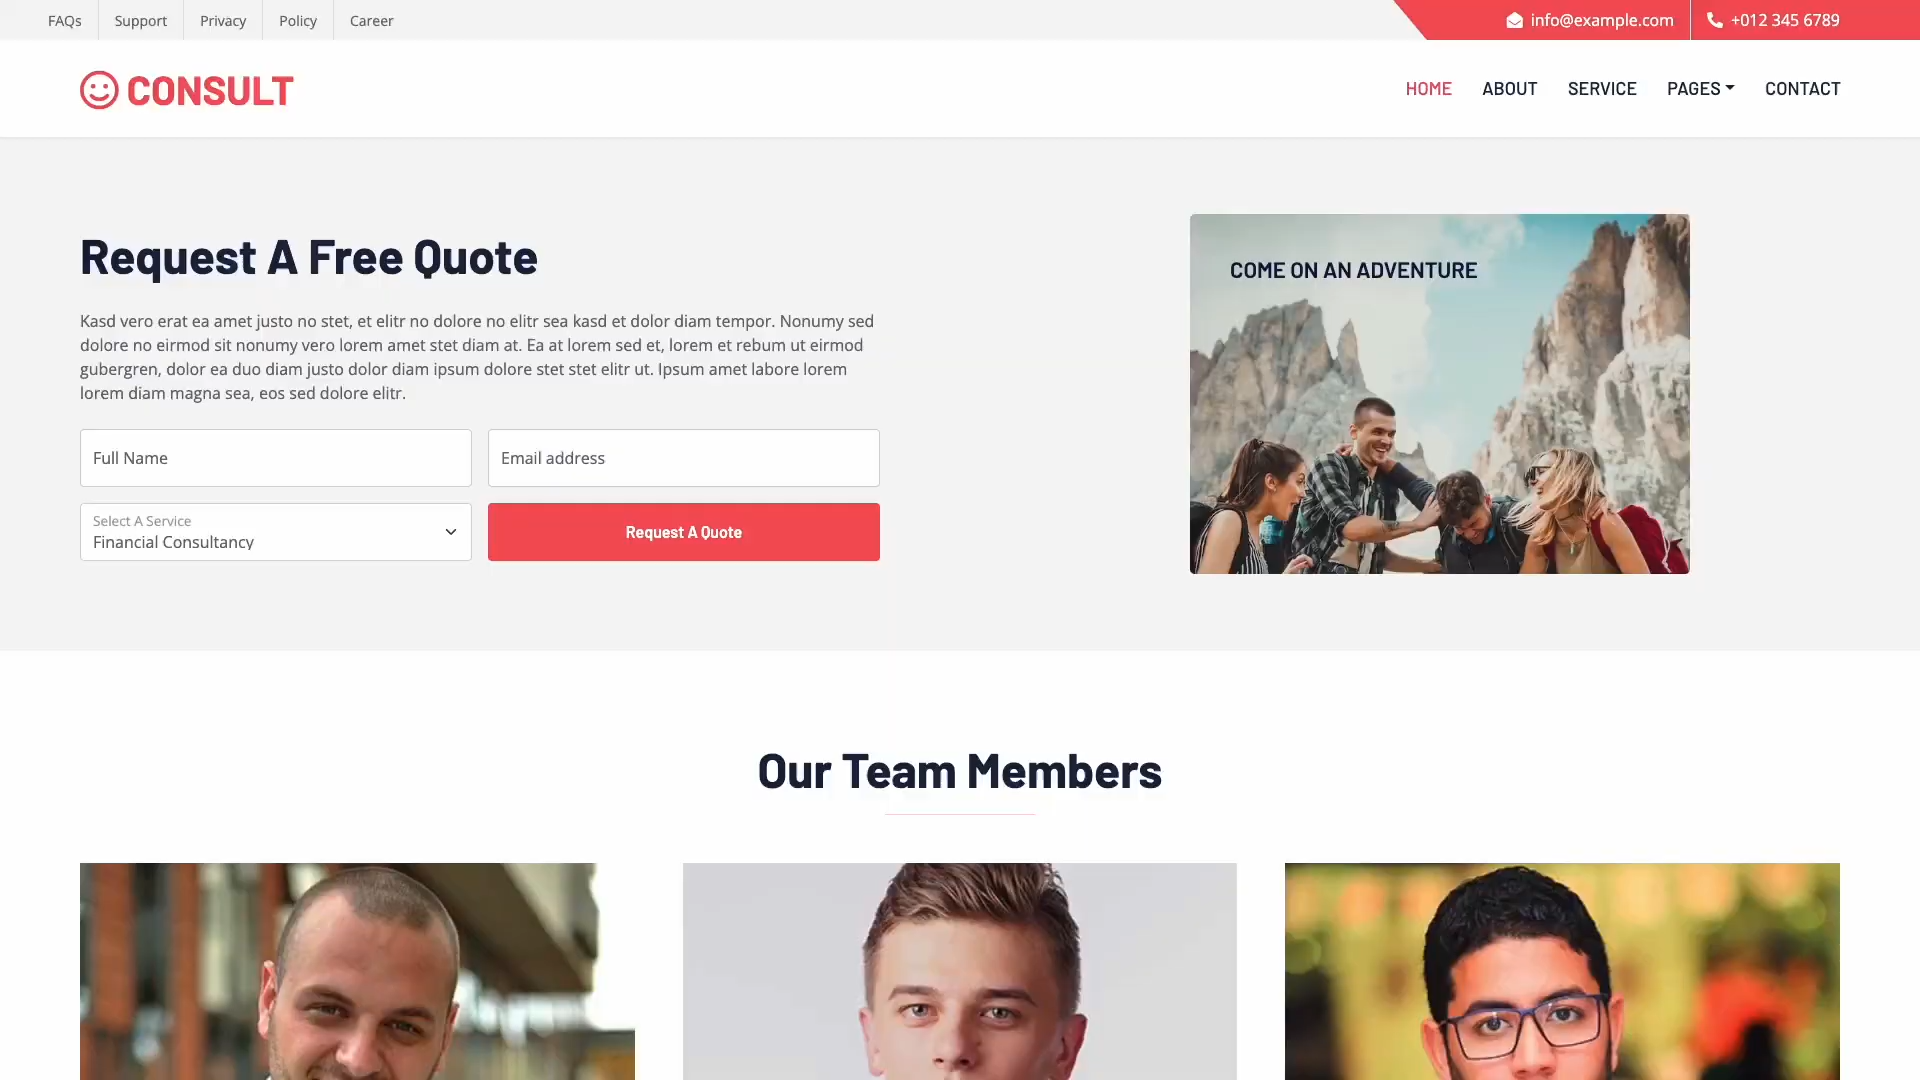 FAQs
Support
Privacy
Policy
Career
info@example.com
+012 345 6789
CONSULT
HOME
ABOUT
SERVICE
PAGES
CONTACT
Request A Free Quote
Kasd vero erat ea amet justo no stet, et elitr no dolore no elitr sea kasd et dolor diam tempor. Nonumy sed
dolore no eirmod sit nonumy vero lorem amet stet diam at. Ea at lorem sed et, lorem et rebum ut eirmod
gubergren, dolor ea duo diam justo dolor diam ipsum dolore stet stet elitr ut. Ipsum amet labore lorem
lorem diam magna sea, eos sed dolore elitr.
Full Name
Email address
Select A Service
Financial Consultancy
Request A Quote
COME ON AN ADVENTURE
Our Team Members